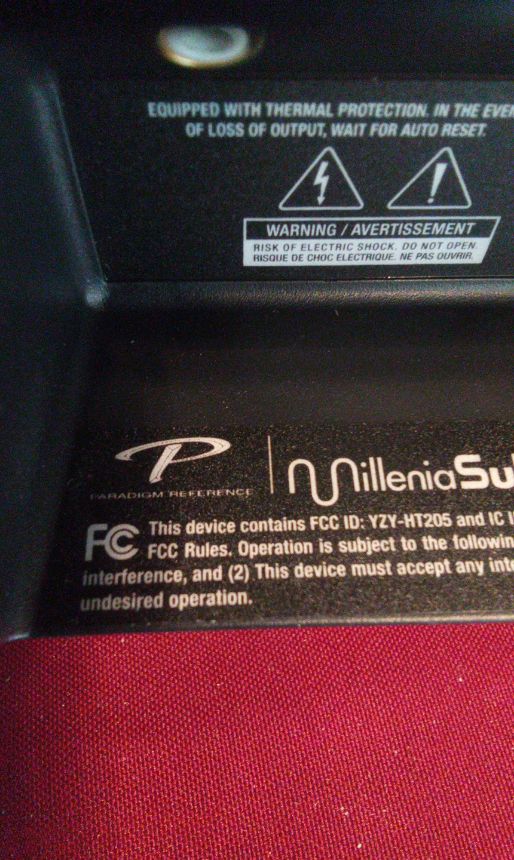 EQUIPPED WITH THERMAL PROTECTION. IN THE EVEN
OF LOSS OF OUTPUT, WAIT FOR AUTO RESET.
WARNING / AVERTISSEMENT
RISK OF ELECTRIC SHOCK. DO NOT OPEN.
RISQUE DE CHOC ELECTRIQUE. NE PAS OUVRIR.
PARADIGM REFERENCE
MilleniaSu
FC This device contains FCC ID: YZY-HT205 and IC I
FCC Rules. Operation is subject to the followin
interference, and (2) This device must accept any inte
undesired operation.